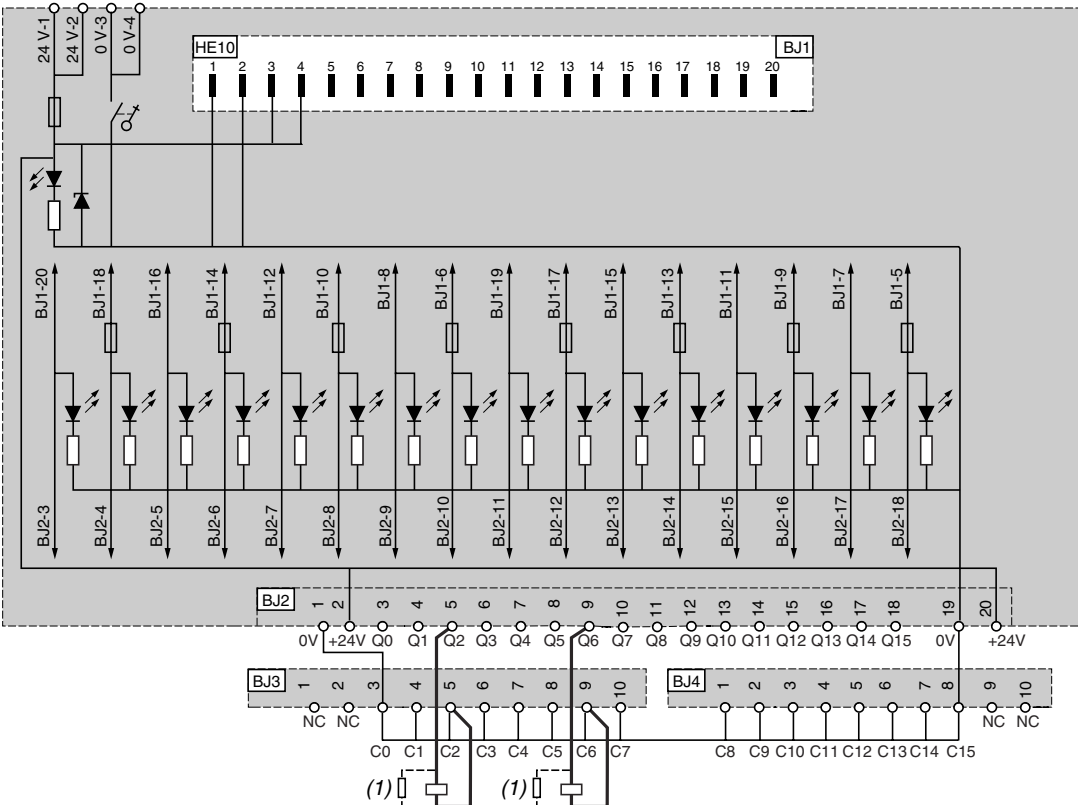 24 V-1
24 V-2
0 V-3
0 V-4
HE10
BJ1
1 2 3 4 5 6 7 8 9 10 11 12 13 14 15 16 17 18 19 20
BJ1-20 BJ1-18 BJ1-16 BJ1-14 BJ1-12 BJ1-10 BJ1-8 BJ1-6 BJ1-19 BJ1-17 BJ1-15 BJ1-13 BJ1-11 BJ1-9 BJ1-7 BJ1-5
BJ2-3 BJ2-4 BJ2-5 BJ2-6 BJ2-7 BJ2-8 BJ2-9 BJ2-10 BJ2-11 BJ2-12 BJ2-13 BJ2-14 BJ2-15 BJ2-16 BJ2-17 BJ2-18
BJ2
1 2 3 4 5 6 7 8 9 10 11 12 13 14 15 16 17 18 19 20
0V +24V Q0 Q1 Q2 Q3 Q4 Q5 Q6 Q7 Q8 Q9 Q10 Q11 Q12 Q13 Q14 Q15 0V +24V
BJ3
1 2 3 4 5 6 7 8 9 10
BJ4
1 2 3 4 5 6 7 8 9 10
NC NC
NC NC
C0 C1 C2 C3 C4 C5 C6 C7
C8 C9 C10 C11 C12 C13 C14 C15
(1)
(1)